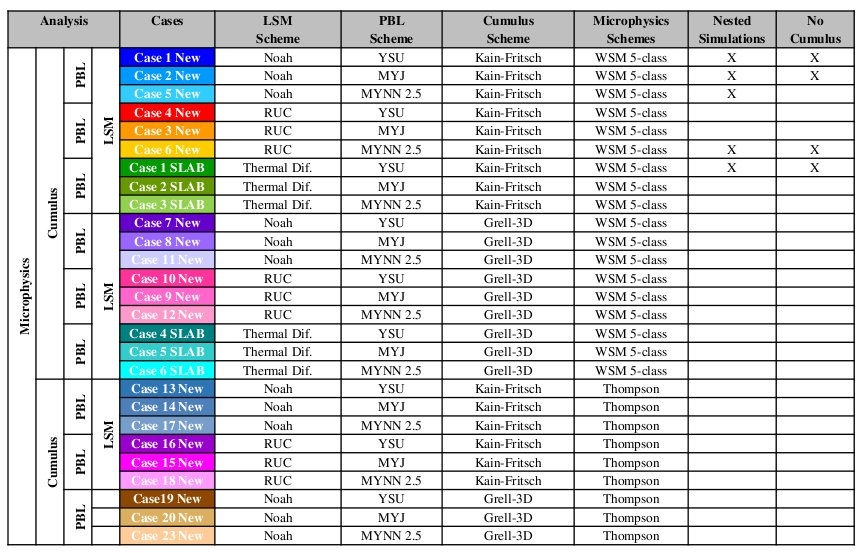 Analysis Cases LSM Scheme PBL Scheme Cumulus Scheme Microphysics Schemes Nested Simulations No Cumulus
Microphysics
Cumulus
PBL
LSM
Case 1 New Noah YSU Kain-Fritsch WSM 5-class X X
Case 2 New Noah MYJ Kain-Fritsch WSM 5-class X X
Case 5 New Noah MYNN 2.5 Kain-Fritsch WSM 5-class X
PBL
Case 4 New RUC YSU Kain-Fritsch WSM 5-class
Case 3 New RUC MYJ Kain-Fritsch WSM 5-class
Case 6 New RUC MYNN 2.5 Kain-Fritsch WSM 5-class X X
PBL
Case 1 SLAB Thermal Dif. YSU Kain-Fritsch WSM 5-class X X
Case 2 SLAB Thermal Dif. MYJ Kain-Fritsch WSM 5-class
Case 3 SLAB Thermal Dif. MYNN 2.5 Kain-Fritsch WSM 5-class
PBL
LSM
Case 7 New Noah YSU Grell-3D WSM 5-class
Case 8 New Noah MYJ Grell-3D WSM 5-class
Case 11 New Noah MYNN 2.5 Grell-3D WSM 5-class
PBL
Case 10 New RUC YSU Grell-3D WSM 5-class
Case 9 New RUC MYJ Grell-3D WSM 5-class
Case 12 New RUC MYNN 2.5 Grell-3D WSM 5-class
PBL
Case 4 SLAB Thermal Dif. YSU Grell-3D WSM 5-class
Case 5 SLAB Thermal Dif. MYJ Grell-3D WSM 5-class
Case 6 SLAB Thermal Dif. MYNN 2.5 Grell-3D WSM 5-class
Cumulus
PBL
LSM
Case 13 New Noah YSU Kain-Fritsch Thompson
Case 14 New Noah MYJ Kain-Fritsch Thompson
Case 17 New Noah MYNN 2.5 Kain-Fritsch Thompson
PBL
Case 16 New RUC YSU Kain-Fritsch Thompson
Case 15 New RUC MYJ Kain-Fritsch Thompson
Case 18 New RUC MYNN 2.5 Kain-Fritsch Thompson
PBL
Case19 New Noah YSU Grell-3D Thompson
Case 20 New Noah MYJ Grell-3D Thompson
Case 23 New Noah MYNN 2.5 Grell-3D Thompson